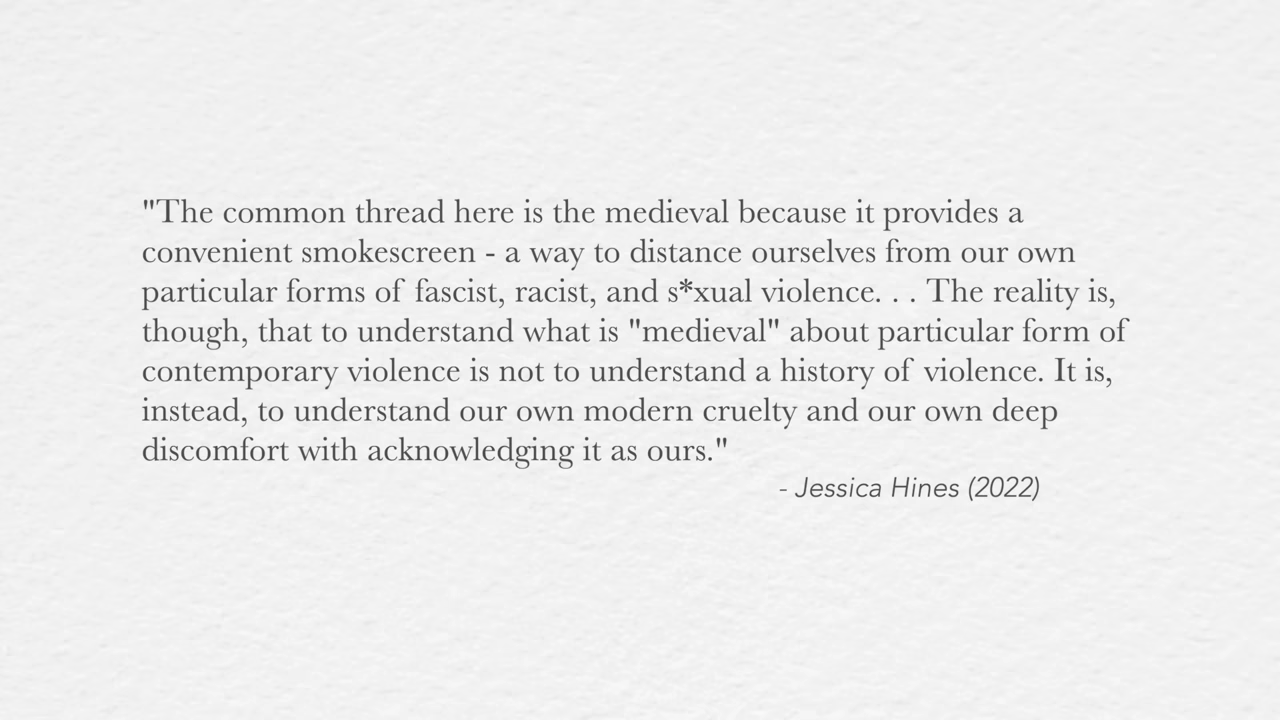 "The common thread here is the medieval because it provides a
convenient smokescreen - a way to distance ourselves from our own
particular forms of fascist, racist, and s*xual violence. . . The reality is,
though, that to understand what is "medieval" about particular form of
contemporary violence is not to understand a history of violence. It is,
instead, to understand our own modern cruelty and our own deep
discomfort with acknowledging it as ours."
- Jessica Hines (2022)